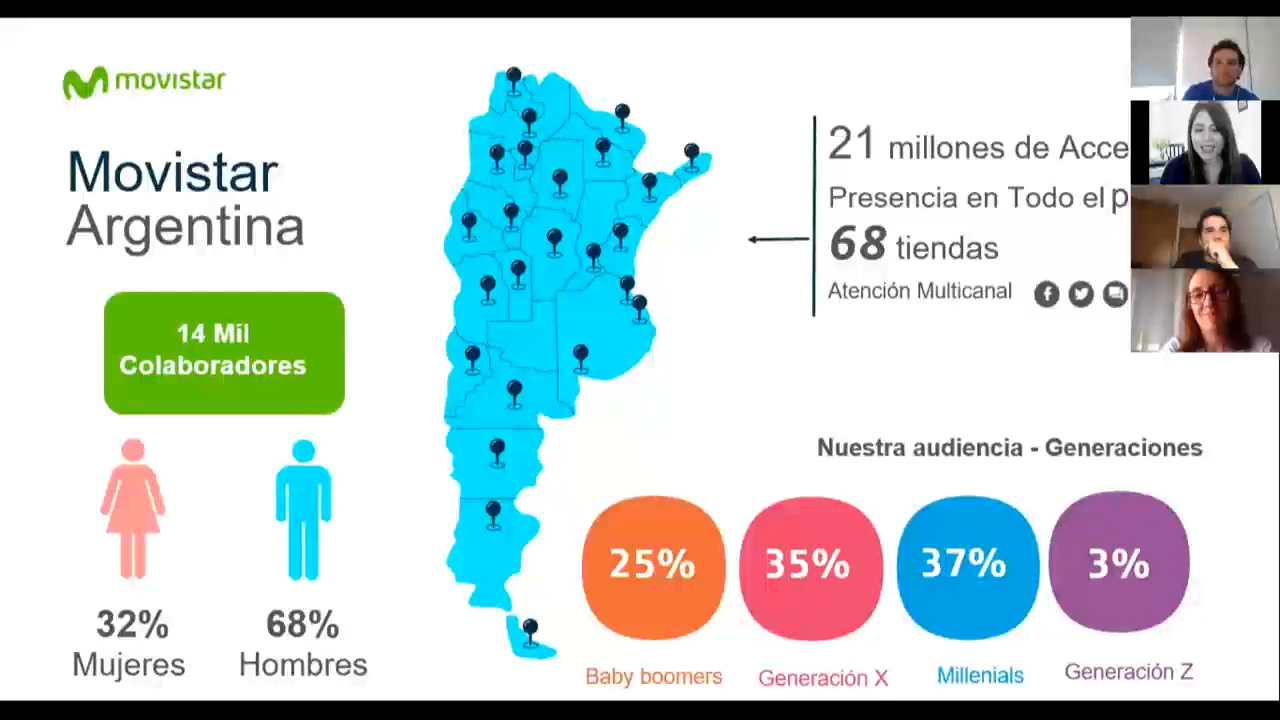 movistar
Movistar
Argentina
14 Mil
Colaboradores
32%
Mujeres
68%
Hombres
21 millones de Acce
Presencia en Todo el p
68 tiendas
Atención Multicanal
Nuestra audiencia - Generaciones
25%
35%
37%
3%
Baby boomers
Generación X
Millenials
Generación Z